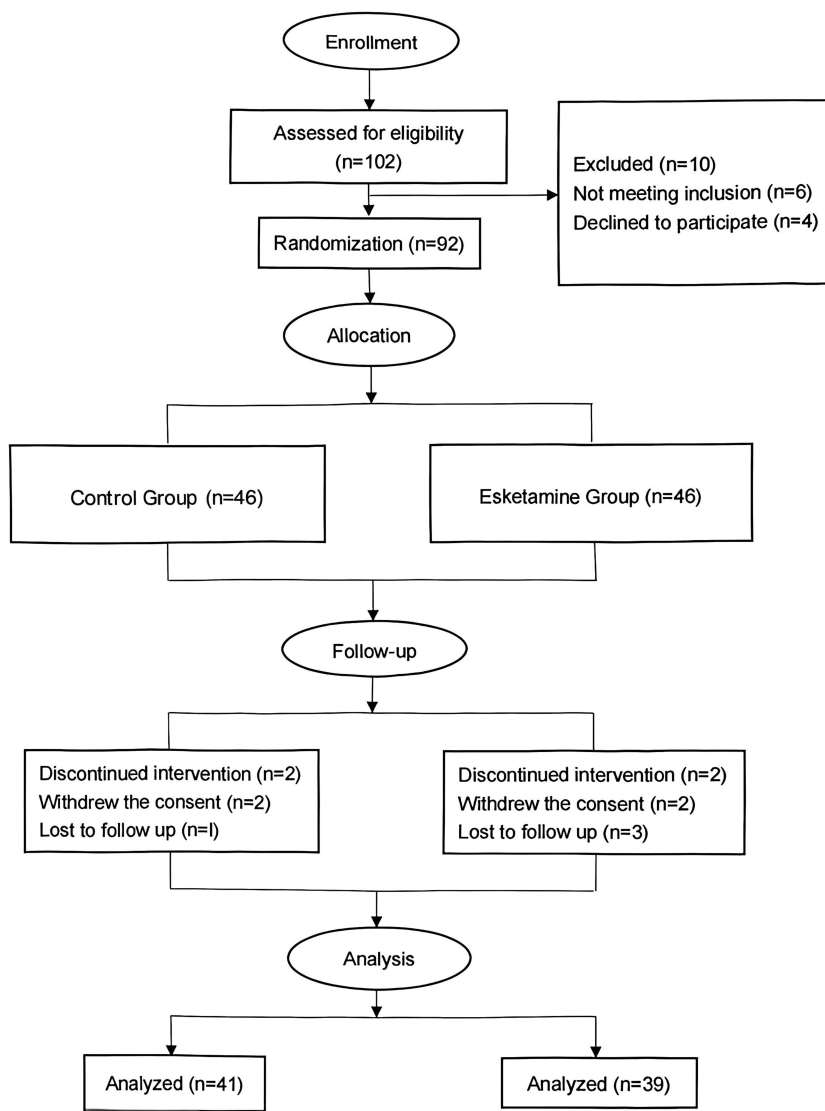 Enrollment
Assessed for eligibility
(n=102)
Excluded (n=10)
Not meeting inclusion (n=6)
Declined to participate (n=4)
Randomization (n=92)
Allocation
Control Group (n=46)
Esketamine Group (n=46)
Follow-up
Discontinued intervention (n=2)
Withdrew the consent (n=2)
Lost to follow up (n=l)
Discontinued intervention (n=2)
Withdrew the consent (n=2)
Lost to follow up (n=3)
Analysis
Analyzed (n=41)
Analyzed (n=39)